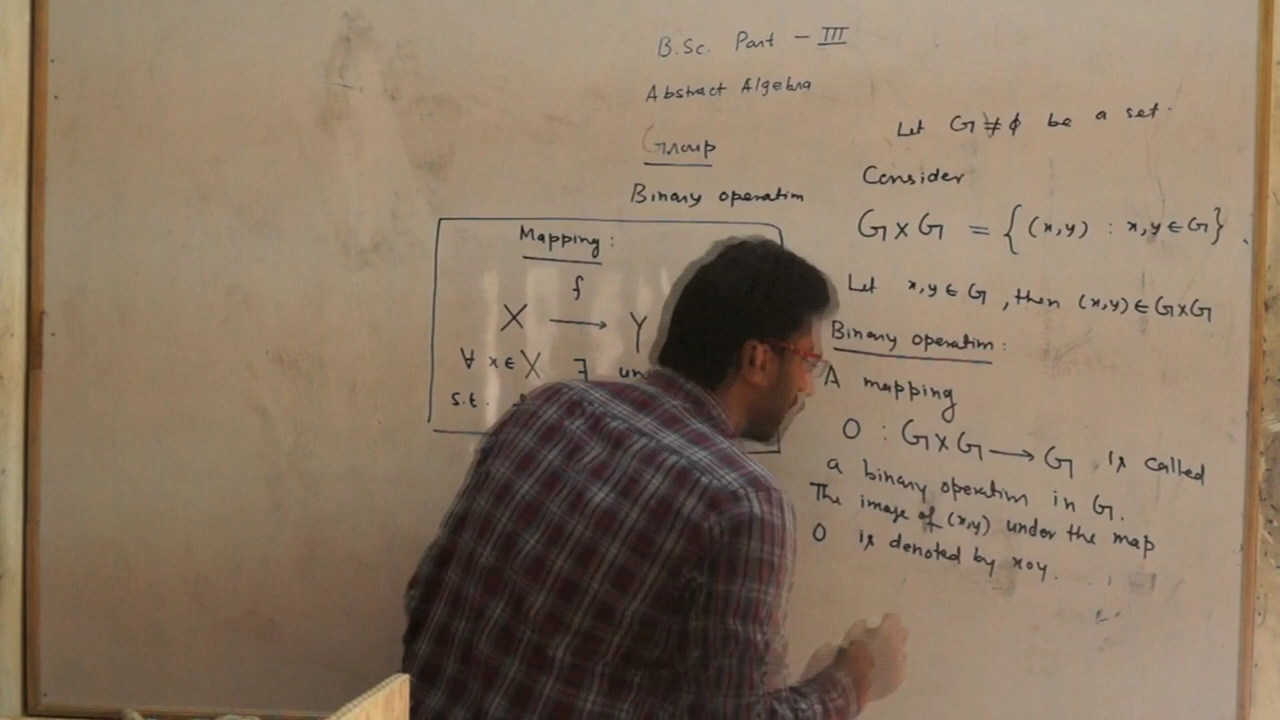 B.Sc. Part - III
Abstract Algebra
Group
Binary operation
Mapping :
f
X → Y
∀ x ∈ X ∃
s.t.
Let G ≠ ϕ be a set.
Consider
G × G = { (x,y) : x,y ∈ G } .
Let x,y ∈ G , then (x,y) ∈ G×G
Binary operation :
A mapping
O : G × G → G is called
a binary operation in G.
The image of (x,y) under the map
O is denoted by xoy.